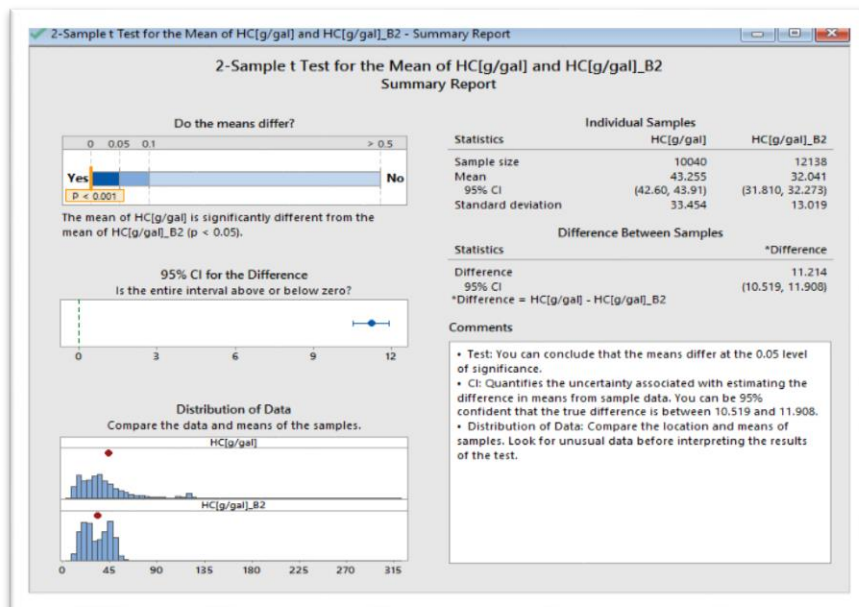 2-Sample t Test for the Mean of HC[g/gal] and HC[g/gal]_B2 - Summary Report
2-Sample t Test for the Mean of HC[g/gal] and HC[g/gal]_B2
Summary Report
Do the means differ?
0 0.05 0.1 > 0.5
Yes No
P < 0.001
The mean of HC[g/gal] is significantly different from the
mean of HC[g/gal]_B2 (p < 0.05).
95% CI for the Difference
Is the entire interval above or below zero?
0 3 6 9 12
Distribution of Data
Compare the data and means of the samples.
HC[g/gal]
HC[g/gal]_B2
0 45 90 135 180 225 270 315
Individual Samples
Statistics HC[g/gal] HC[g/gal]_B2
Sample size 10040 12138
Mean 43.255 32.041
95% CI (42.60, 43.91) (31.810, 32.273)
Standard deviation 33.454 13.019
Difference Between Samples
Statistics *Difference
Difference 11.214
95% CI (10.519, 11.908)
*Difference = HC[g/gal] - HC[g/gal]_B2
Comments
• Test: You can conclude that the means differ at the 0.05 level
of significance.
• CI: Quantifies the uncertainty associated with estimating the
difference in means from sample data. You can be 95%
confident that the true difference is between 10.519 and 11.908.
• Distribution of Data: Compare the location and means of
samples. Look for unusual data before interpreting the results
of the test.